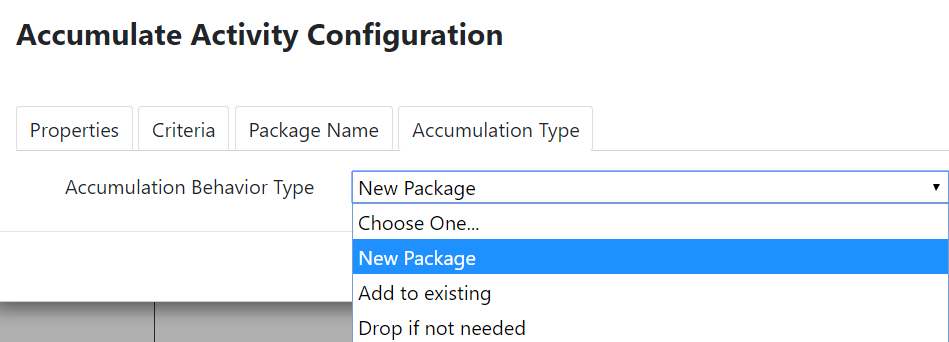 Accumulate Activity Configuration
Properties
Criteria
Package Name
Accumulation Type
Accumulation Behavior Type
New Package
Choose One...
New Package
Add to existing
Drop if not needed